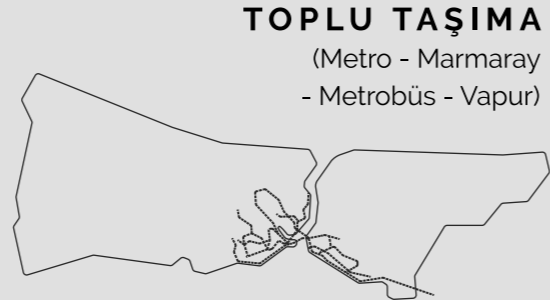 TOPLU TAŞIMA
(Metro - Marmaray
- Metrobüs - Vapur)